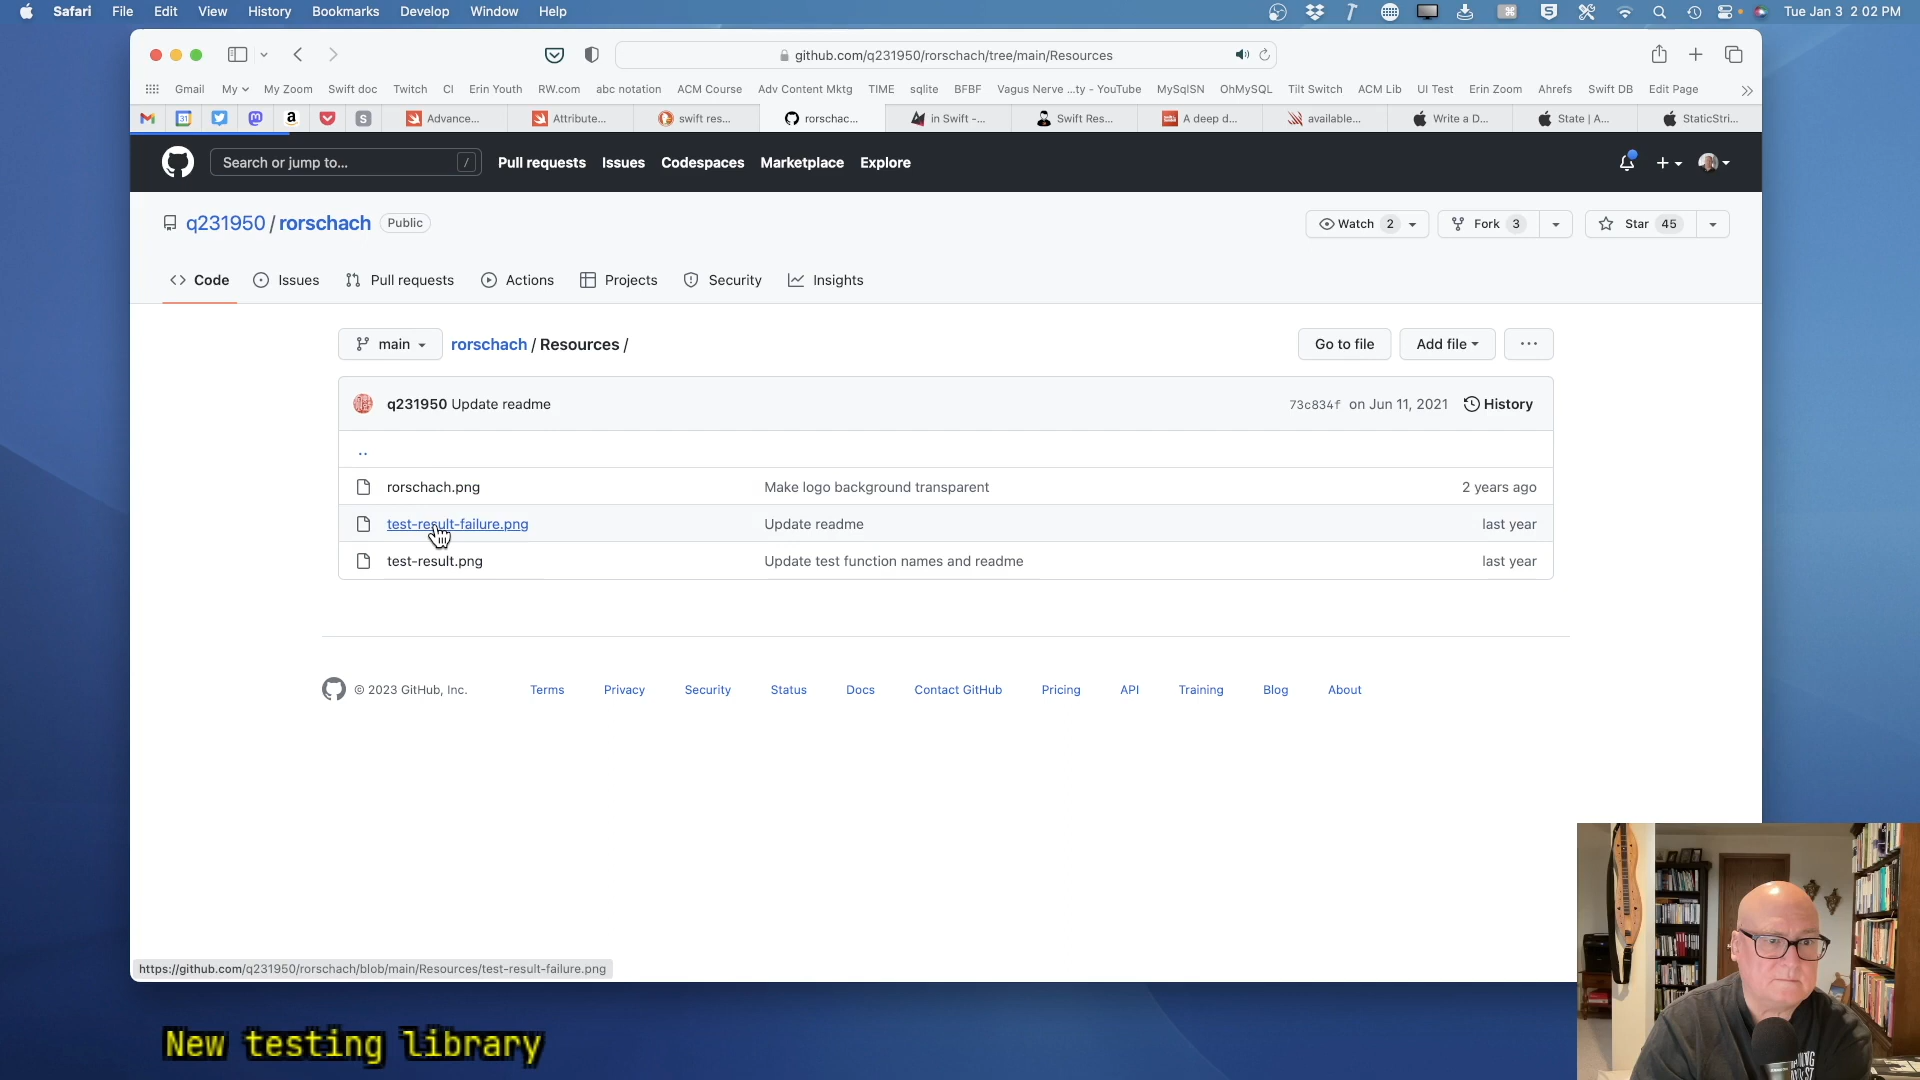 Safari File Edit View History Bookmarks Develop Window Help Tue Jan 3 2:02 PM
github.com/q231950/rorschach/tree/main/Resources
Gmail My My Zoom Swift doc Twitch CI Erin Youth RW.com abc notation ACM Course Adv Content Mktg TIME sqlite BFBF Vagus Nerve ...ty - YouTube MySqlSN OhMySQL Tilt Switch ACM Lib UI Test Erin Zoom Ahrefs Swift DB Edit Page
S Advance... Attribute... swift res... rorschac... in Swift -... Swift Res... A deep d... available... Write a D... State | A... StaticStri...
Search or jump to... / Pull requests Issues Codespaces Marketplace Explore
q231950 / rorschach Public Watch 2 Fork 3 Star 45
Code Issues Pull requests Actions Projects Security Insights
main rorschach / Resources / Go to file Add file ...
q231950 Update readme 73c834f on Jun 11, 2021 History
..
rorschach.png Make logo background transparent 2 years ago
test-result-failure.png Update readme last year
test-result.png Update test function names and readme last year
© 2023 GitHub, Inc. Terms Privacy Security Status Docs Contact GitHub Pricing API Training Blog About
https://github.com/q231950/rorschach/blob/main/Resources/test-result-failure.png
New testing library